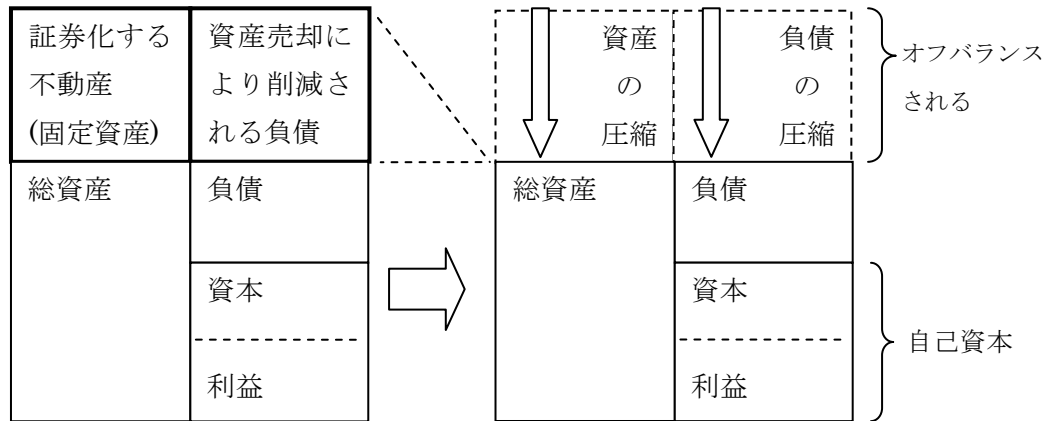 証券化する
不動産
(固定資産)
資産売却に
より削減さ
れる負債
総資産
負債
資本
利益
資産
の
圧縮
負債
の
圧縮
オフバランス
される
総資産
負債
資本
利益
自己資本